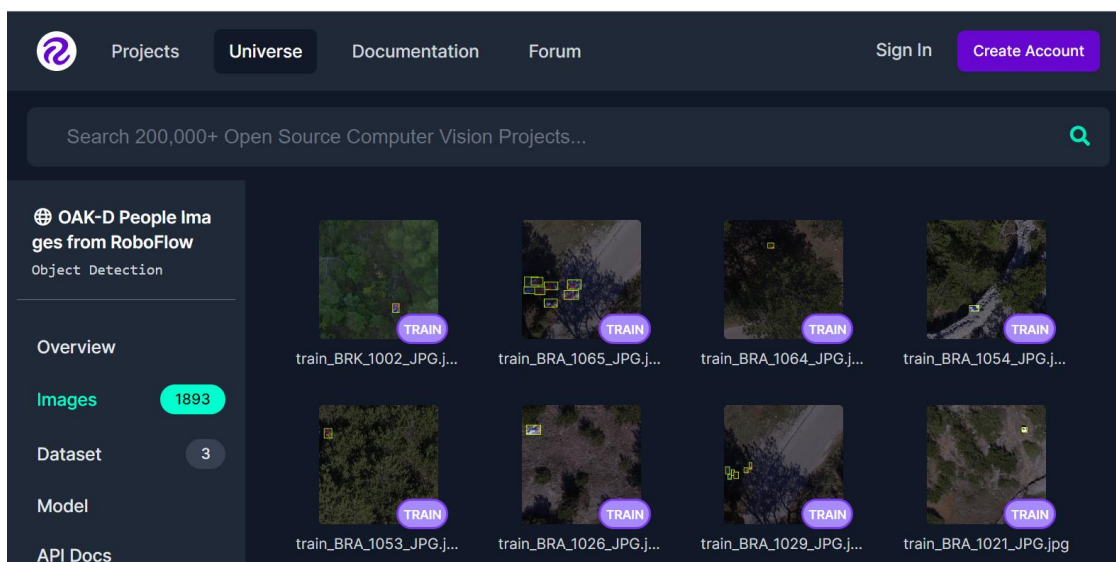 Projects Universe Documentation Forum Sign In Create Account
Search 200,000+ Open Source Computer Vision Projects...
OAK-D People Ima
ges from RoboFlow
Object Detection
Overview
Images 1893
Dataset 3
Model
API Docs
TRAIN TRAIN TRAIN TRAIN
train_BRK_1002_JPG.j... train_BRA_1065_JPG.j... train_BRA_1064_JPG.j... train_BRA_1054_JPG.j...
TRAIN TRAIN TRAIN TRAIN
train_BRA_1053_JPG.j... train_BRA_1026_JPG.j... train_BRA_1029_JPG.j... train_BRA_1021_JPG.jpg